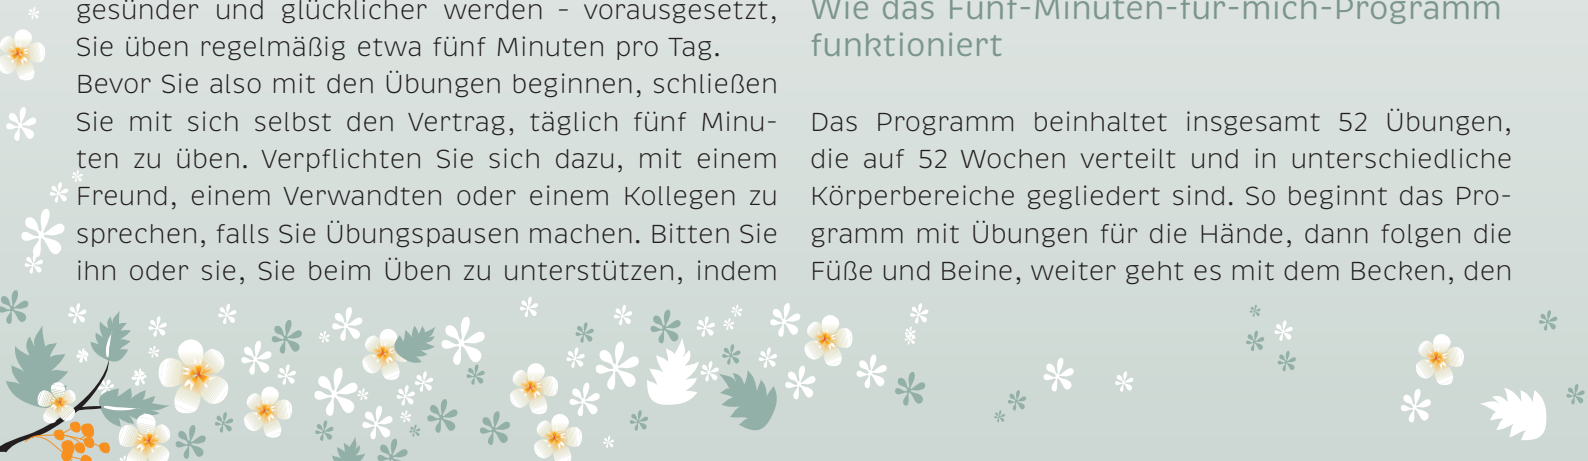 gesünder und glücklicher werden - vorausgesetzt,
Sie üben regelmäßig etwa fünf Minuten pro Tag.
Bevor Sie also mit den Übungen beginnen, schließen
Sie mit sich selbst den Vertrag, täglich fünf Minu-
ten zu üben. Verpflichten Sie sich dazu, mit einem
Freund, einem Verwandten oder einem Kollegen zu
sprechen, falls Sie Übungspausen machen. Bitten Sie
ihn oder sie, Sie beim Üben zu unterstützen, indem
Wie das Fünf-Minuten-für-mich-Programm
funktioniert
Das Programm beinhaltet insgesamt 52 Übungen,
die auf 52 Wochen verteilt und in unterschiedliche
Körperbereiche gegliedert sind. So beginnt das Pro-
gramm mit Übungen für die Hände, dann folgen die
Füße und Beine, weiter geht es mit dem Becken, den